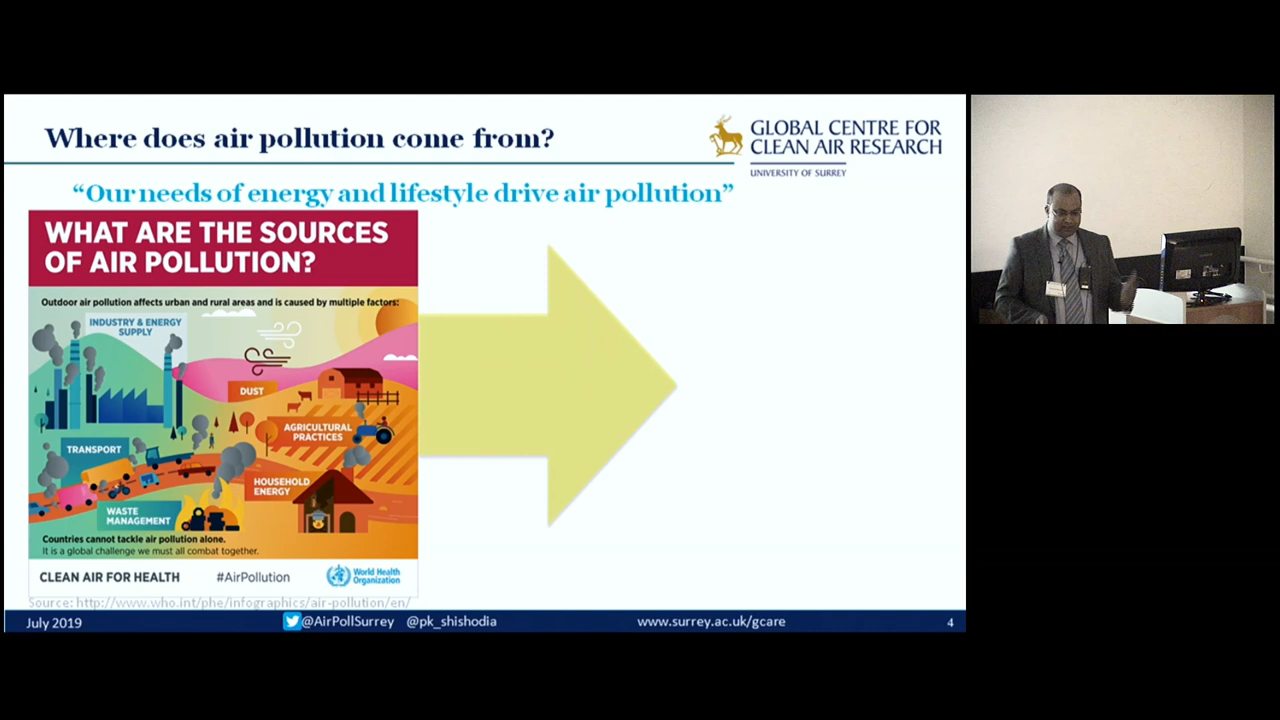 Where does air pollution come from?
GLOBAL CENTRE FOR
CLEAN AIR RESEARCH
UNIVERSITY OF SURREY
“Our needs of energy and lifestyle drive air pollution”
WHAT ARE THE SOURCES
OF AIR POLLUTION?
Outdoor air pollution affects urban and rural areas and is caused by multiple factors:
INDUSTRY & ENERGY
SUPPLY
DUST
AGRICULTURAL
PRACTICES
TRANSPORT
HOUSEHOLD
ENERGY
WASTE
MANAGEMENT
Countries cannot tackle air pollution alone.
It is a global challenge we must all combat together.
CLEAN AIR FOR HEALTH
#AirPollution
World Health
Organization
Source: http://www.who.int/phe/infographics/air-pollution/en/
July 2019
@AirPollSurrey @pk_shishodia
www.surrey.ac.uk/gcare
4